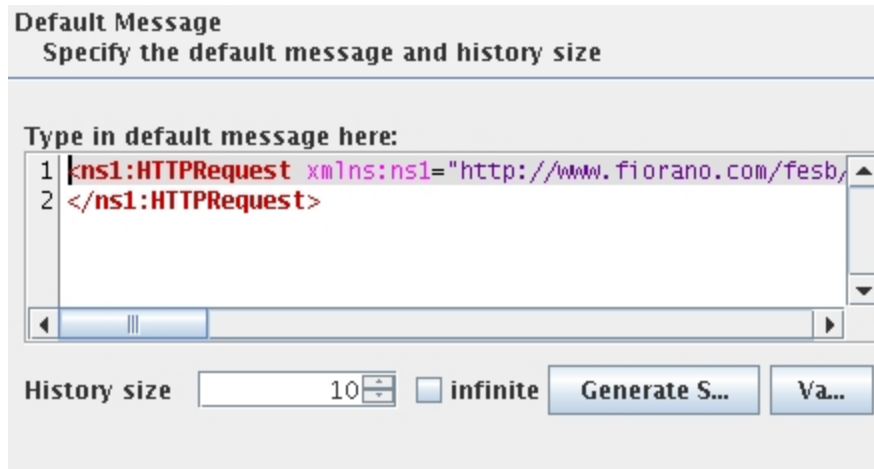 Default Message
Specify the default message and history size
Type in default message here:
1 <ns1:HTTPRequest xmlns:ns1="http://www.fiorano.com/fesb/
2 </ns1:HTTPRequest>
History size 10 infinite Generate S... Va...